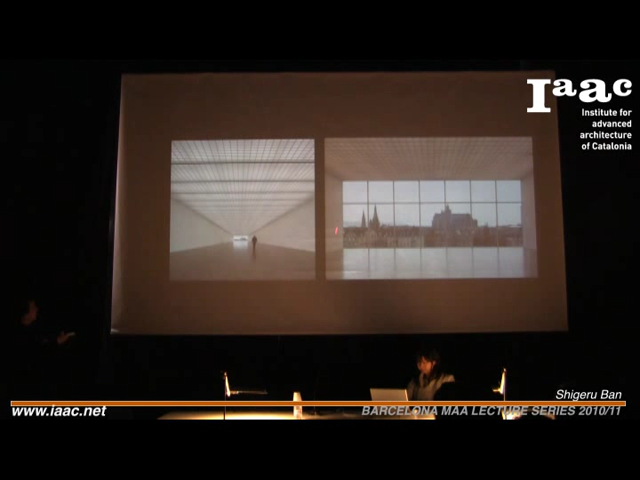 Iaac
Institute for
advanced
architecture
of Catalonia
Shigeru Ban
www.iaac.net
BARCELONA MAA LECTURE SERIES 2010/11